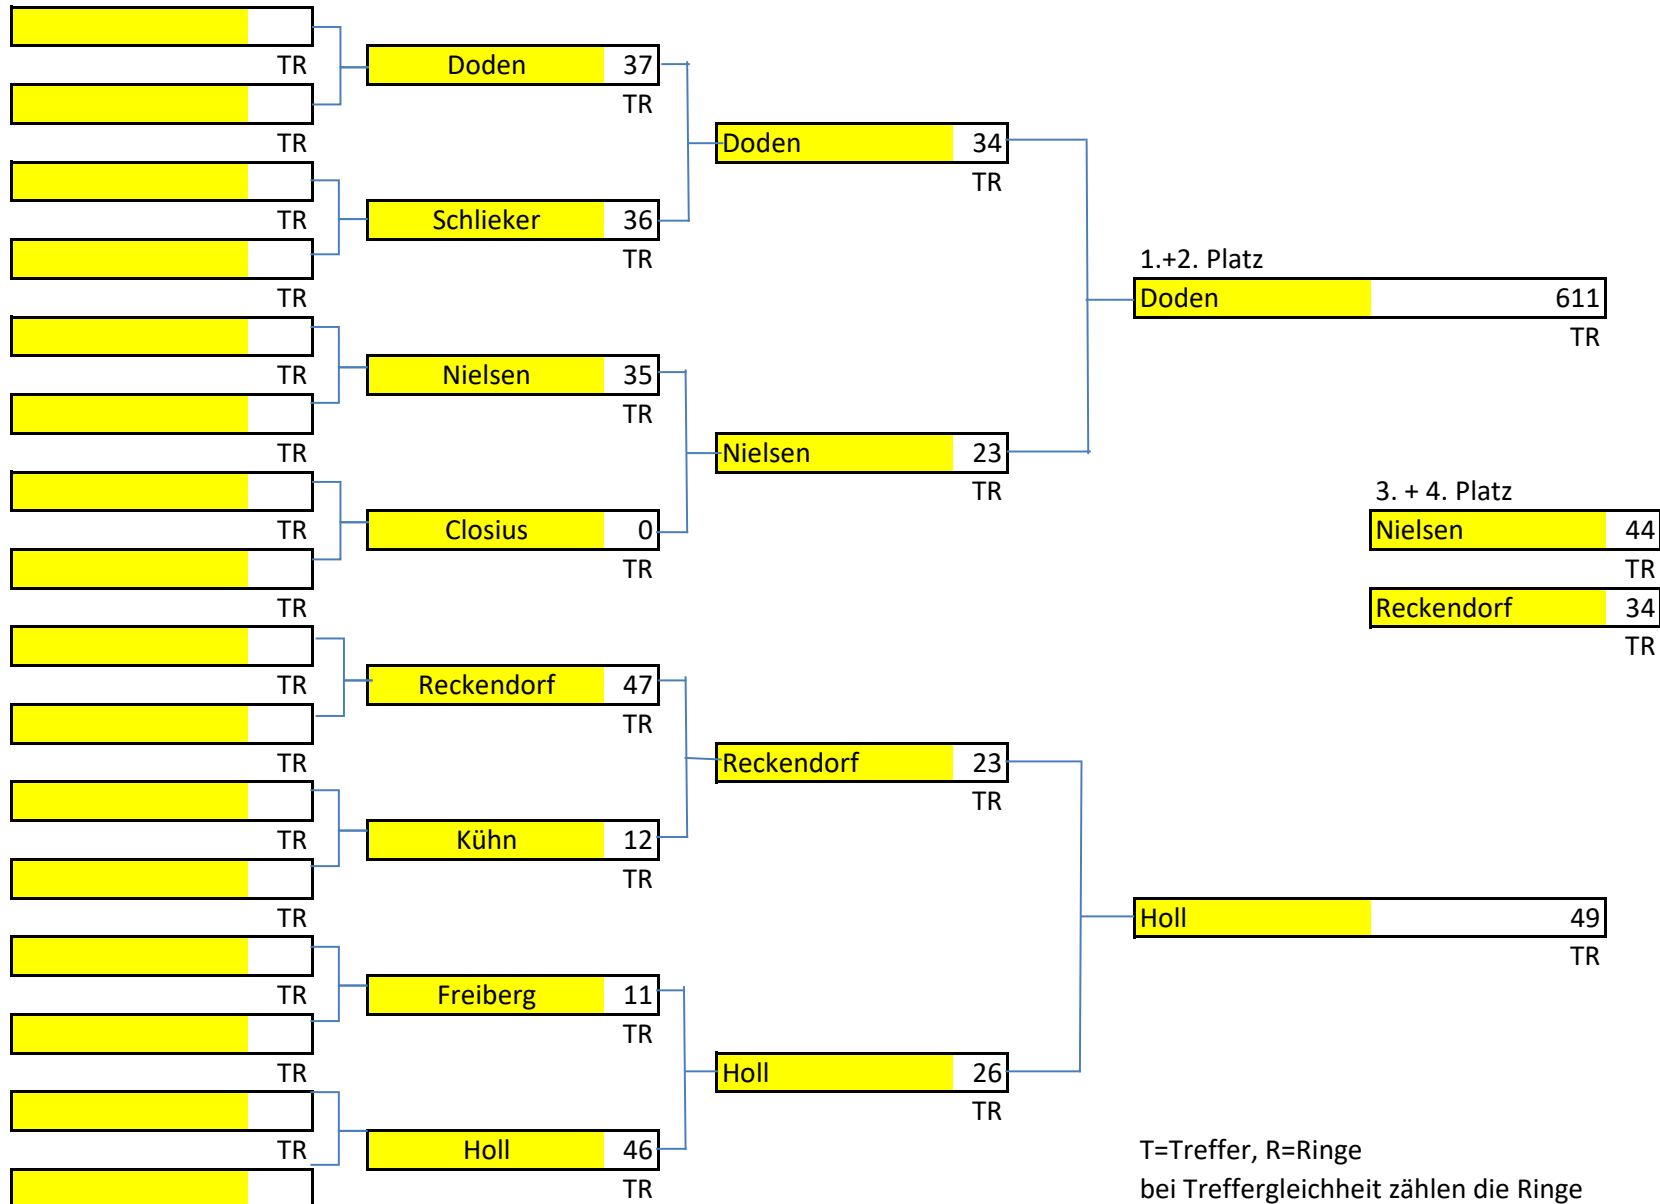 TR
Doden 37
TR
TR
Doden 34
TR
TR
Schlieker 36
TR
TR
1.+2. Platz
Doden 611
TR
TR
Nielsen 35
TR
TR
Nielsen 23
TR
TR
3. + 4. Platz
Nielsen 44
TR
Reckendorf 34
TR
Closius 0
TR
TR
TR
Reckendorf 47
TR
TR
Reckendorf 23
TR
TR
Kühn 12
TR
TR
Holl 49
TR
TR
Freiberg 11
TR
TR
Holl 26
TR
TR
Holl 46
TR
T=Treffer, R=Ringe
bei Treffergleichheit zählen die Ringe